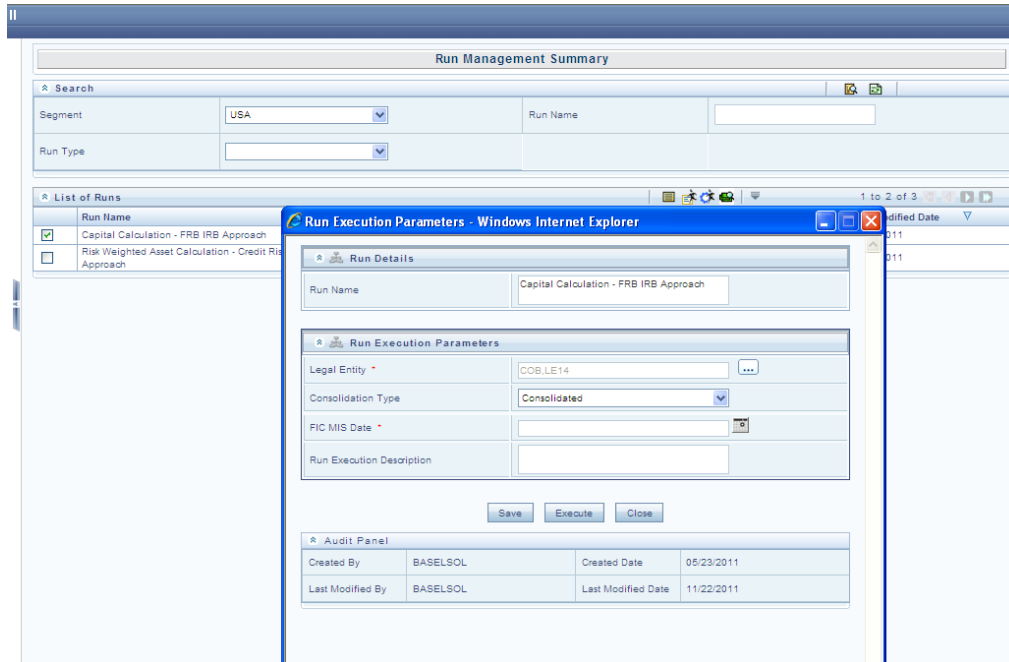 II
Run Management Summary
Search
Segment
USA
Run Name
Run Type
List of Runs
1 to 2 of 3
Run Name
Modified Date
Capital Calculation - FRB IRB Approach
011
Risk Weighted Asset Calculation - Credit Ris
Approach
011
Run Execution Parameters - Windows Internet Explorer
Run Details
Run Name
Capital Calculation - FRB IRB Approach
Run Execution Parameters
Legal Entity *
COB,LE14
...
Consolidation Type
Consolidated
FIC MIS Date *
Run Execution Description
Save Execute Close
Audit Panel
Created By BASELSOL Created Date 05/23/2011
Last Modified By BASELSOL Last Modified Date 11/22/2011